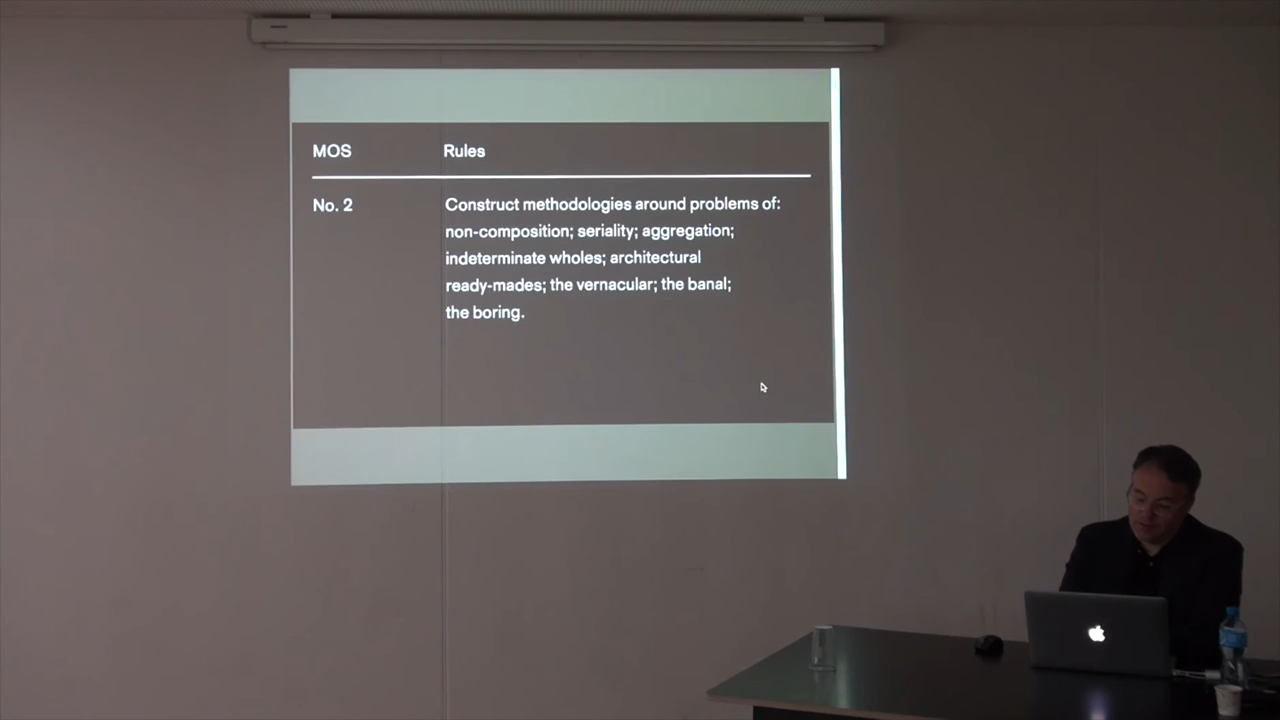 MOS Rules
No. 2 Construct methodologies around problems of:
non-composition; seriality; aggregation;
indeterminate wholes; architectural
ready-mades; the vernacular; the banal;
the boring.